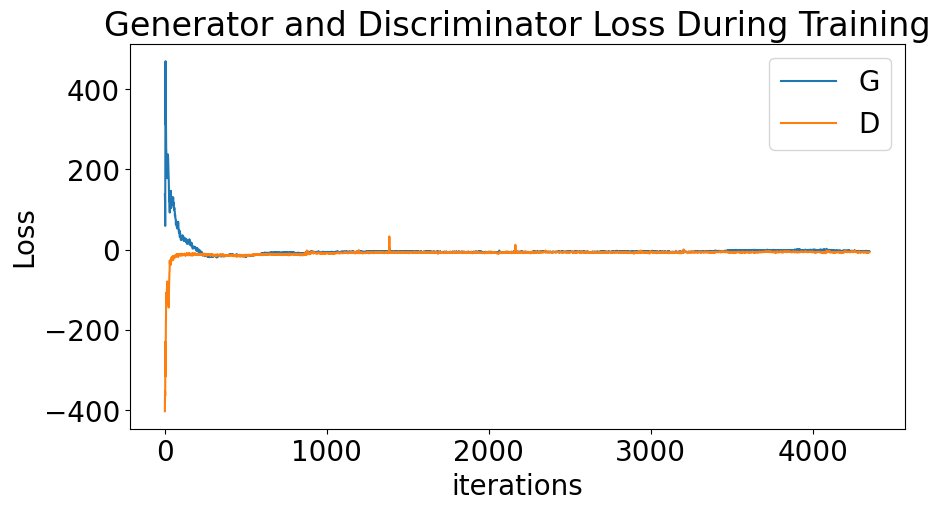 Generator and Discriminator Loss During Training
G
D
Loss
400
200
0
−200
−400
0 1000 2000 3000 4000
iterations